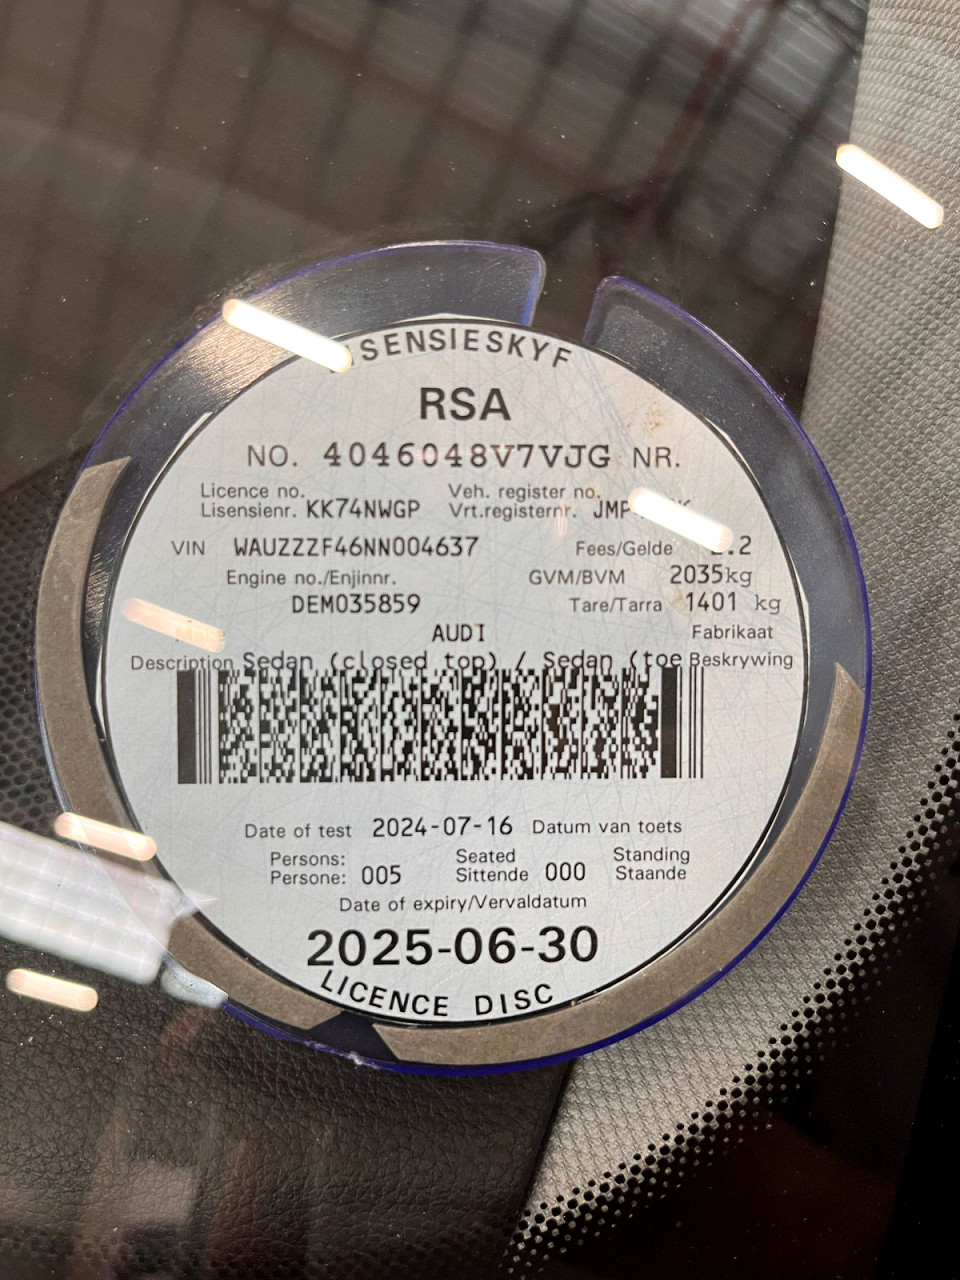 SENSIESKYF
RSA
NO. 4046048V7VJG NR.
Licence no. Veh. register no.
Lisensienr. KK74NWGP Vrt.registernr.
VIN WAUZZZF46NN004637 Fees/Gelde
Engine no./Enjinnr. GVM/BVM 2035kg
DEM035859 Tare/Tarra 1401 kg
AUDI Fabrikaat
Description Sedan (closed top) / Sedan (toe Beskrywing
Date of test 2024-07-16 Datum van toets
Persons: Seated Standing
Persone: 005 Sittende 000 Staande
Date of expiry/Vervaldatum
2025-06-30
LICENCE DISC